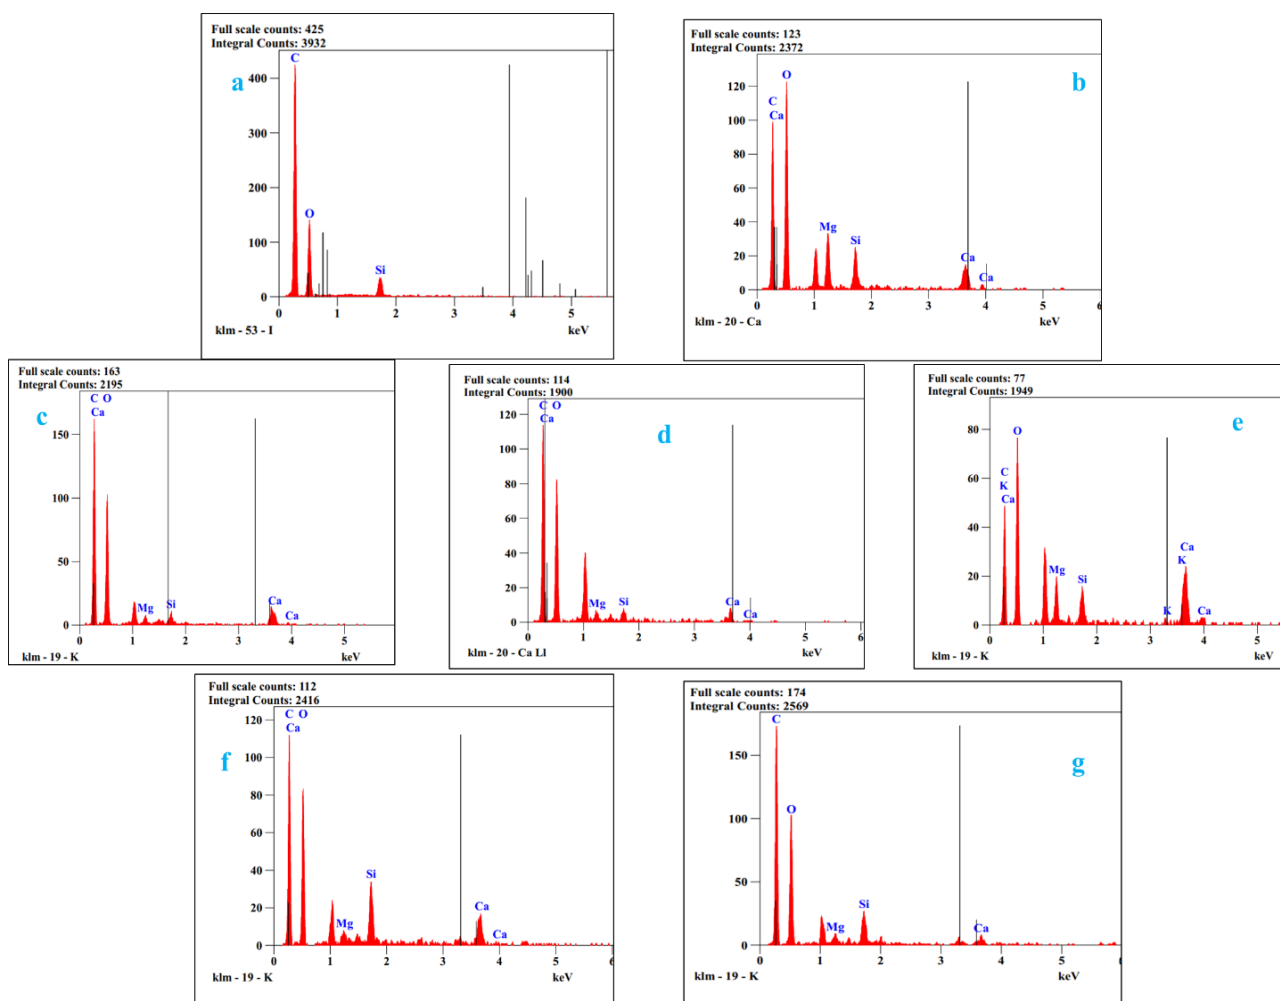 Full scale counts: 425
Integral Counts: 3932
a
C
O
Si
400
300
200
100
0
0 1 2 3 4 5
klm - 53 - I
keV
Full scale counts: 123
Integral Counts: 2372
b
O
C
Ca
Mg
Si
Ca
Ca
120
100
80
60
40
20
0
0 1 2 3 4 5 6
klm - 20 - Ca
keV
Full scale counts: 163
Integral Counts: 2195
c
C O
Ca
Mg
Si
Ca
Ca
150
100
50
0
0 1 2 3 4 5
klm - 19 - K
keV
Full scale counts: 114
Integral Counts: 1900
d
C O
Ca
Mg
Si
Ca
Ca
120
100
80
60
40
20
0
0 1 2 3 4 5 6
klm - 20 - Ca Ll
keV
Full scale counts: 77
Integral Counts: 1949
e
O
C
K
Ca
Mg
Si
Ca
K
K
Ca
80
60
40
20
0
0 1 2 3 4 5
klm - 19 - K
keV
Full scale counts: 112
Integral Counts: 2416
f
C O
Ca
Mg
Si
Ca
Ca
120
100
80
60
40
20
0
0 1 2 3 4 5 6
klm - 19 - K
keV
Full scale counts: 174
Integral Counts: 2569
g
C
O
Mg
Si
Ca
150
100
50
0
0 1 2 3 4 5 6
klm - 19 - K
keV